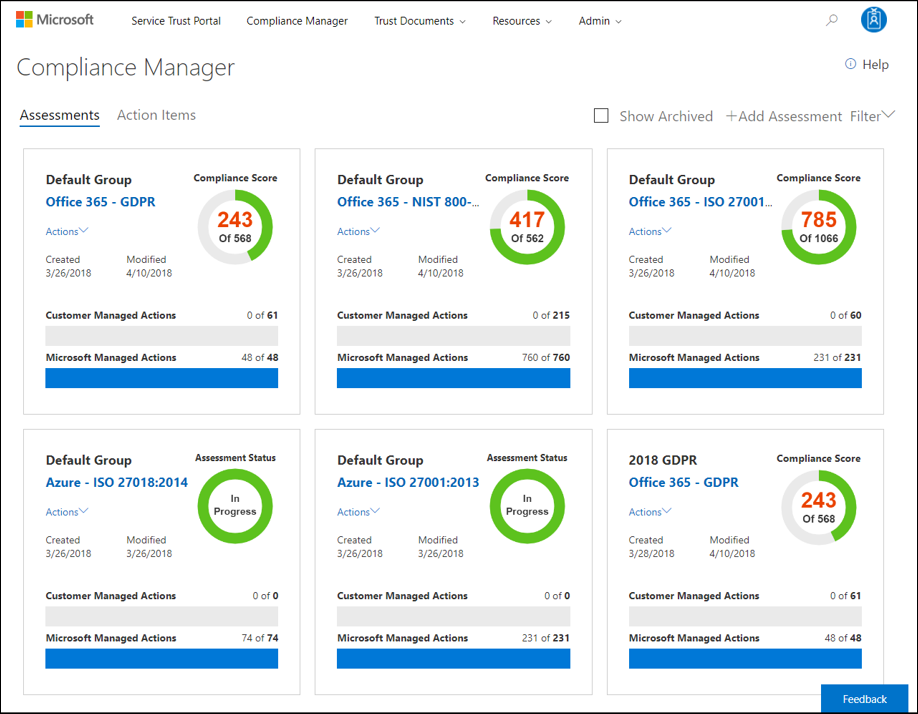 Microsoft Service Trust Portal Compliance Manager Trust Documents Resources Admin
Compliance Manager
Help
Assessments Action Items
Show Archived +Add Assessment Filter
Default Group
Compliance Score
Office 365 - GDPR
243
Of 568
Actions
Created Modified
3/26/2018 4/10/2018
Customer Managed Actions 0 of 61
Microsoft Managed Actions 48 of 48
Default Group
Compliance Score
Office 365 - NIST 800-...
417
Of 562
Actions
Created Modified
3/26/2018 4/10/2018
Customer Managed Actions 0 of 215
Microsoft Managed Actions 760 of 760
Default Group
Compliance Score
Office 365 - ISO 27001...
785
Of 1066
Actions
Created Modified
3/26/2018 4/10/2018
Customer Managed Actions 0 of 60
Microsoft Managed Actions 231 of 231
Default Group
Assessment Status
Azure - ISO 27018:2014
In
Progress
Actions
Created Modified
3/26/2018 3/26/2018
Customer Managed Actions 0 of 0
Microsoft Managed Actions 74 of 74
Default Group
Assessment Status
Azure - ISO 27001:2013
In
Progress
Actions
Created Modified
3/26/2018 3/26/2018
Customer Managed Actions 0 of 0
Microsoft Managed Actions 231 of 231
2018 GDPR
Compliance Score
Office 365 - GDPR
243
Of 568
Actions
Created Modified
3/28/2018 4/10/2018
Customer Managed Actions 0 of 61
Microsoft Managed Actions 48 of 48
Feedback